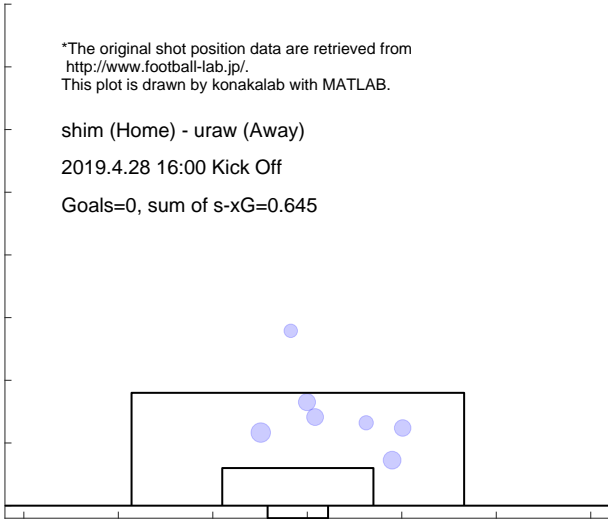 *The original shot position data are retrieved from
http://www.football-lab.jp/.
This plot is drawn by konakalab with MATLAB.
shim (Home) - uraw (Away)
2019.4.28 16:00 Kick Off
Goals=0, sum of s-xG=0.645